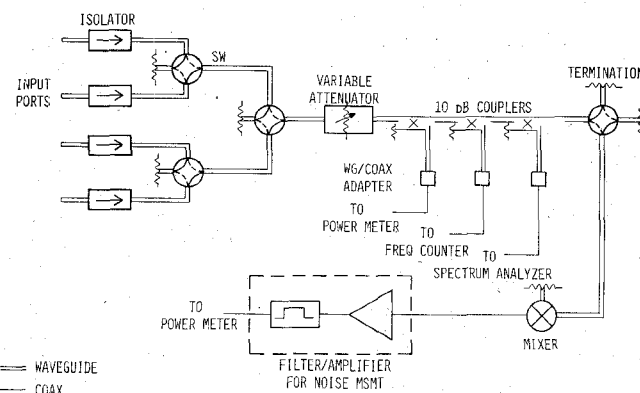 ISOLATOR
SW
INPUT
PORTS
VARIABLE
ATTENUATOR
10 DB COUPLERS
TERMINATION
WG/COAX
ADAPTER
TO
POWER METER
TO
FREQ COUNTER
TO
SPECTRUM ANALYZER
TO
POWER METER
MIXER
FILTER/AMPLIFIER
FOR NOISE MSMT
WAVEGUIDE
COAX